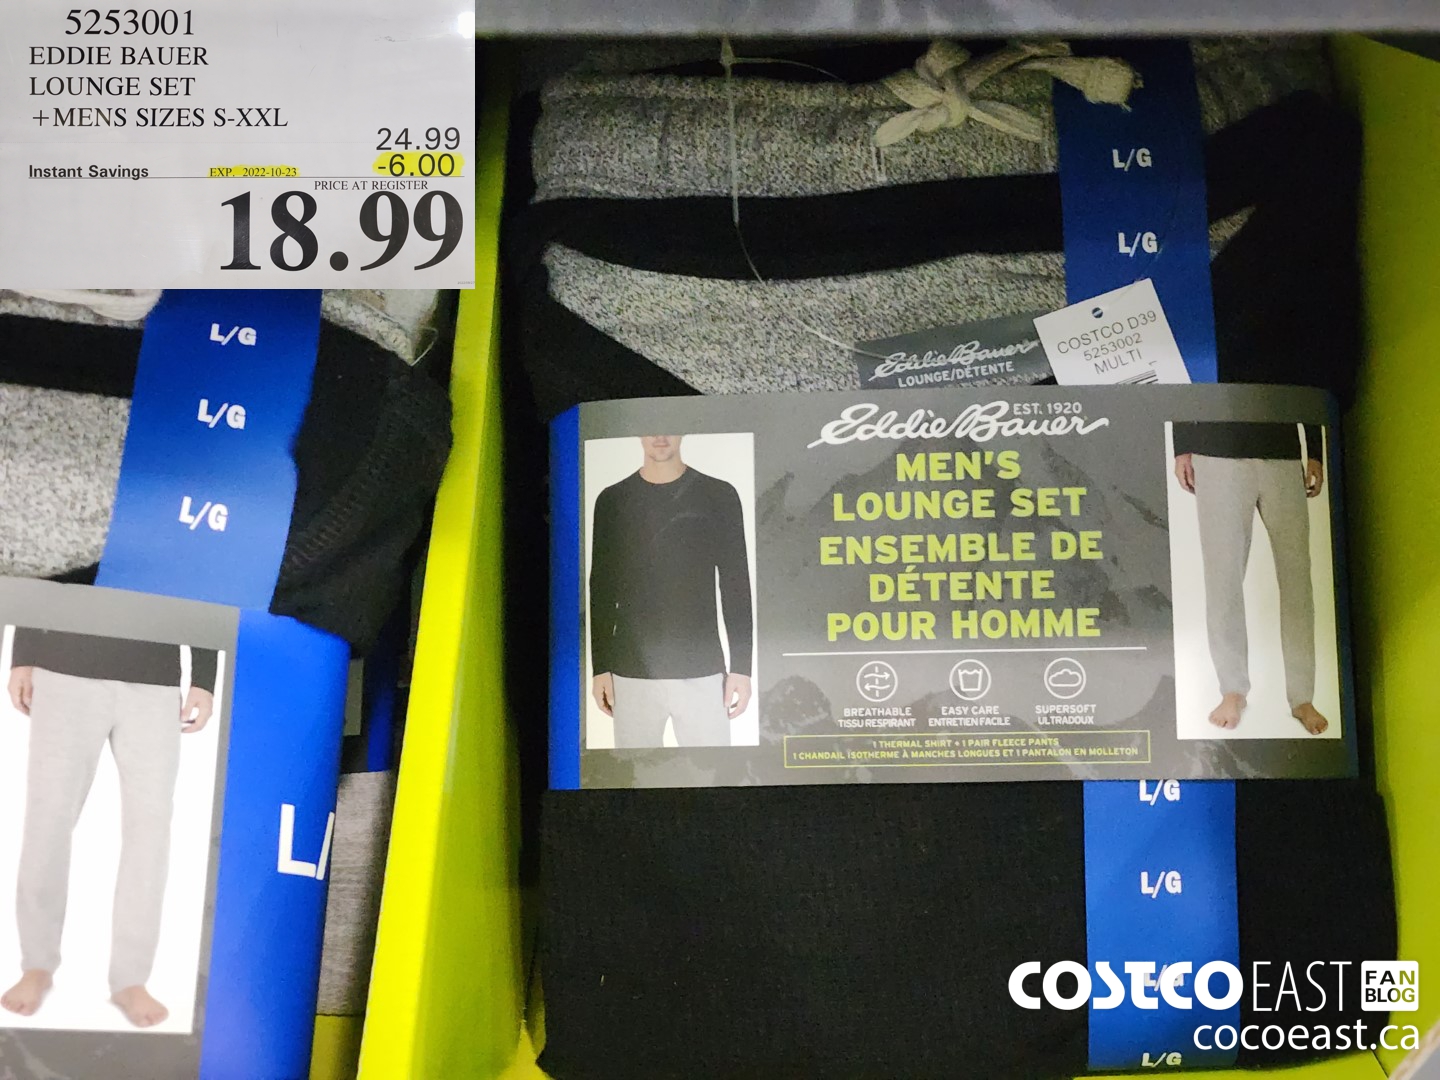 5253001
EDDIE BAUER
LOUNGE SET
+MENS SIZES S-XXL
24.99
Instant Savings EXP. 2022-10-23 -6.00
PRICE AT REGISTER
18.99
L/G
L/G
L/G
L/
L/G
L/G
COSTCO D39
5253002
MULTI
Eddie Bauer
LOUNGE/DÉTENTE
Eddie Bauer EST. 1920
MEN'S
LOUNGE SET
ENSEMBLE DE
DÉTENTE
POUR HOMME
BREATHABLE
TISSU RESPIRANT
EASY CARE
ENTRETIEN FACILE
SUPERSOFT
ULTRADOUX
1 THERMAL SHIRT + 1 PAIR FLEECE PANTS
1 CHANDAIL ISOTHERME À MANCHES LONGUES ET 1 PANTALON EN MOLLETON
L/G
L/G
L/G
L/G
COSTCO EAST FAN BLOG
cocoeast.ca